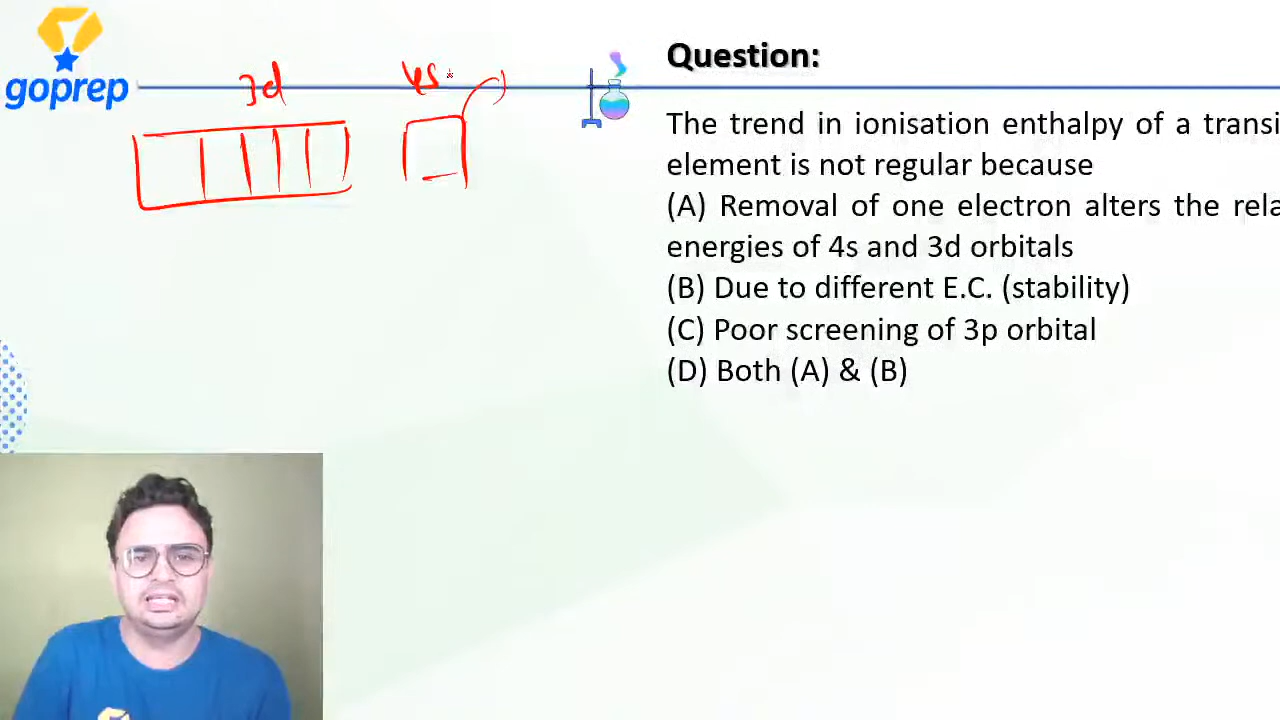 goprep
3d
4s
Question:
The trend in ionisation enthalpy of a transi
element is not regular because
(A) Removal of one electron alters the rela
energies of 4s and 3d orbitals
(B) Due to different E.C. (stability)
(C) Poor screening of 3p orbital
(D) Both (A) & (B)